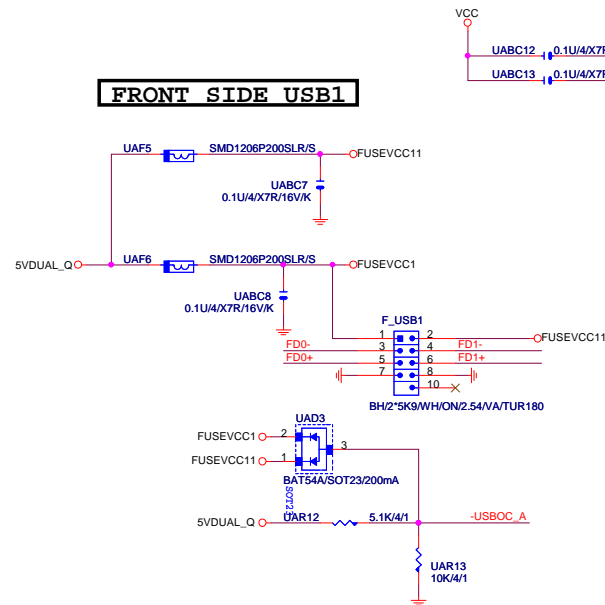 VCC
UABC12 0.1U/4/X7R
UABC13 0.1U/4/X7R
FRONT SIDE USB1
UAF5 SMD1206P200SLR/S FUSEVCC11
UABC7
0.1U/4/X7R/16V/K
5VDUAL_Q UAF6 SMD1206P200SLR/S FUSEVCC1
UABC8
0.1U/4/X7R/16V/K
F_USB1
1 2 FUSEVCC11
FD0- 3 4 FD1-
FD0+ 5 6 FD1+
7 8
10
BH/2*5K9/WH/ON/2.54/VA/TUR180
UAD3
FUSEVCC1 2 3
FUSEVCC11 1
BAT54A/SOT23/200mA
SOT23
5VDUAL_Q UAR12 5.1K/4/1 -USBOC_A
UAR13
10K/4/1